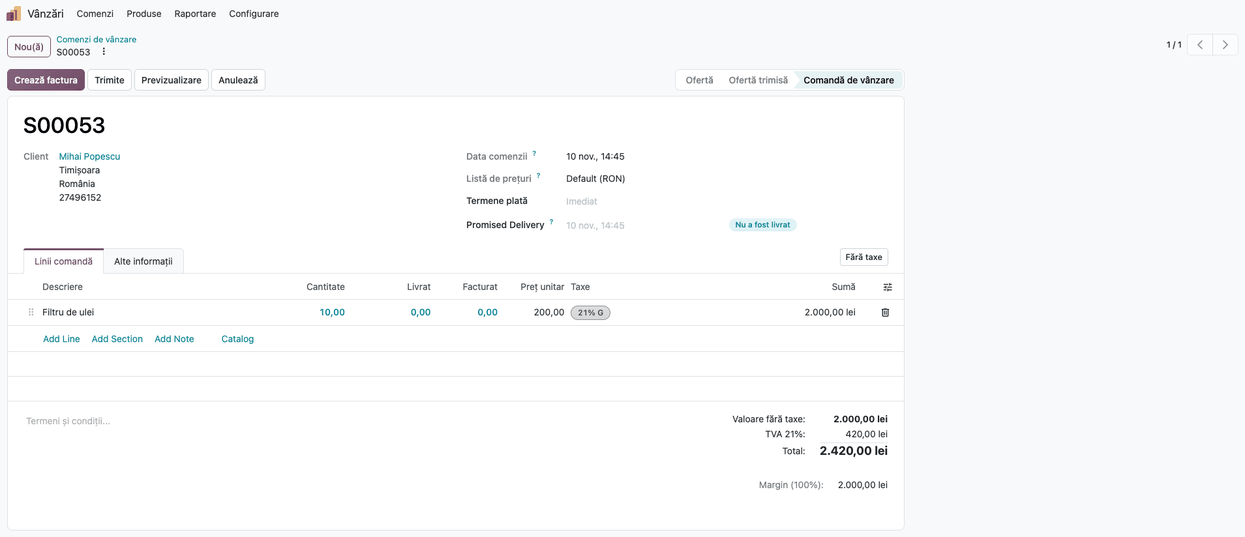 Vânzări Comenzi Produse Raportare Configurare
Nou(ă) Comenzi de vânzare
S00053
1 / 1
Crează factura Trimite Previzualizare Anulează Ofertă Ofertă trimisă Comandă de vânzare
S00053
Client Mihai Popescu
Timișoara
România
27496152
Data comenzii ? 10 nov., 14:45
Listă de prețuri ? Default (RON)
Termene plată Imediat
Promised Delivery ? 10 nov., 14:45 Nu a fost livrat
Linii comandă Alte informații Fără taxe
Descriere Cantitate Livrat Facturat Preț unitar Taxe Sumă
Filtru de ulei 10,00 0,00 0,00 200,00 21% G 2.000,00 lei
Add Line Add Section Add Note Catalog
Termeni și condiții...
Valoare fără taxe: 2.000,00 lei
TVA 21%: 420,00 lei
Total: 2.420,00 lei
Margin (100%): 2.000,00 lei